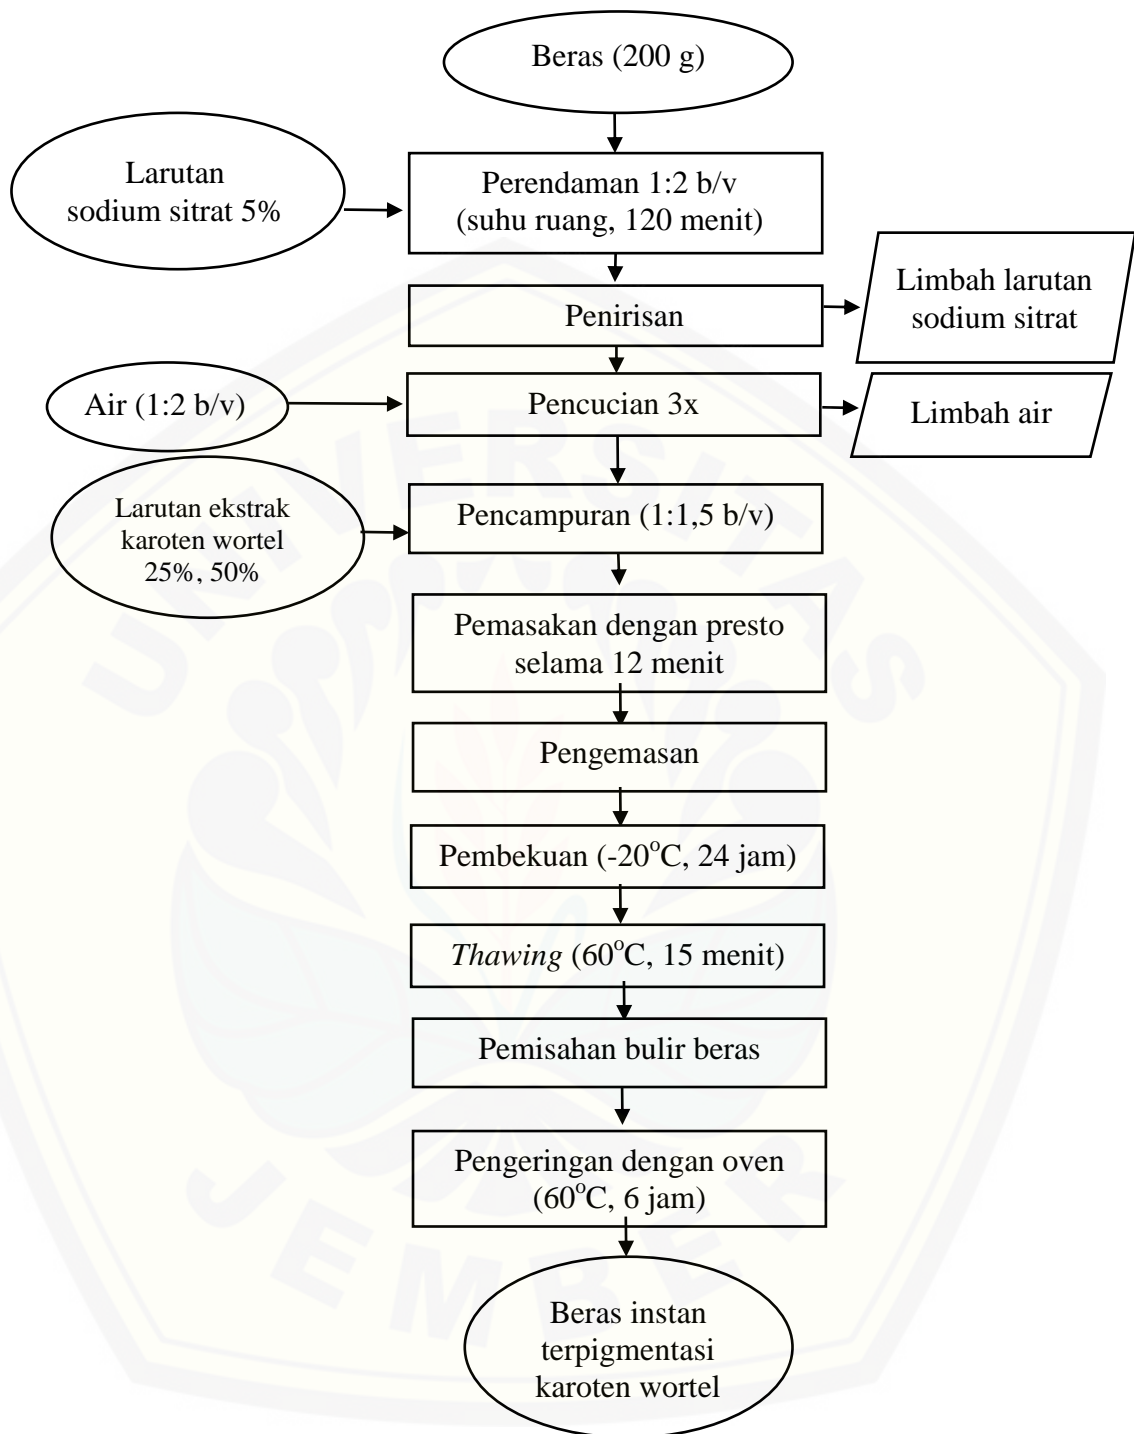 Beras (200 g)
Larutan
sodium sitrat 5%
Perendaman 1:2 b/v
(suhu ruang, 120 menit)
Penirisan
Limbah larutan
sodium sitrat
Air (1:2 b/v)
Pencucian 3x
Limbah air
Larutan ekstrak
karoten wortel
25%, 50%
Pencampuran (1:1,5 b/v)
Pemasakan dengan presto
selama 12 menit
Pengemasan
Pembekuan (-20°C, 24 jam)
Thawing (60°C, 15 menit)
Pemisahan bulir beras
Pengeringan dengan oven
(60°C, 6 jam)
Beras instan
terpigmentasi
karoten wortel
UNIVERSITAS
JEMBER